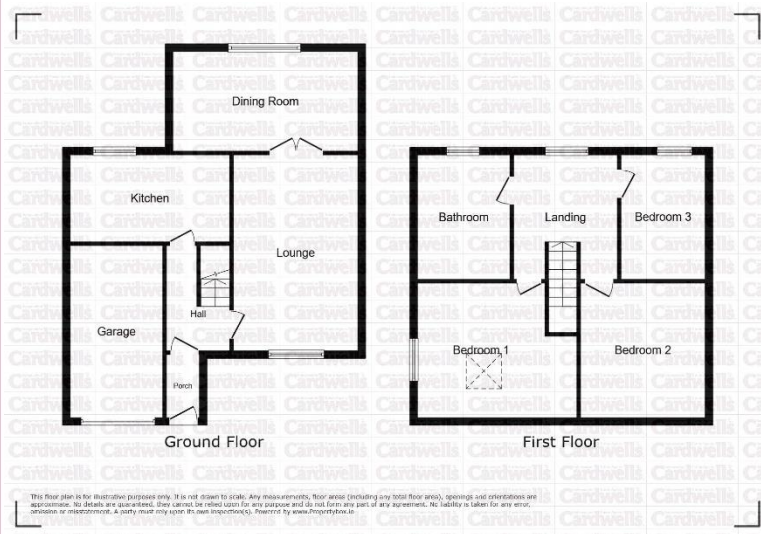 Cardwells
Dining Room
Kitchen
Lounge
Hall
Garage
Porch
Ground Floor
Bathroom
Landing
Bedroom 3
Bedroom 1
Bedroom 2
First Floor
This floor plan is for illustrative purposes only. It is not drawn to scale. Any measurements, floor areas (including any total floor area), openings and orientations are
approximate. No details are guaranteed, they cannot be relied upon for any purpose and do not form any part of any agreement. No liability is taken for any error,
omission or misstatement. A party must rely upon its own inspection(s). Powered by www.Propertybox.io